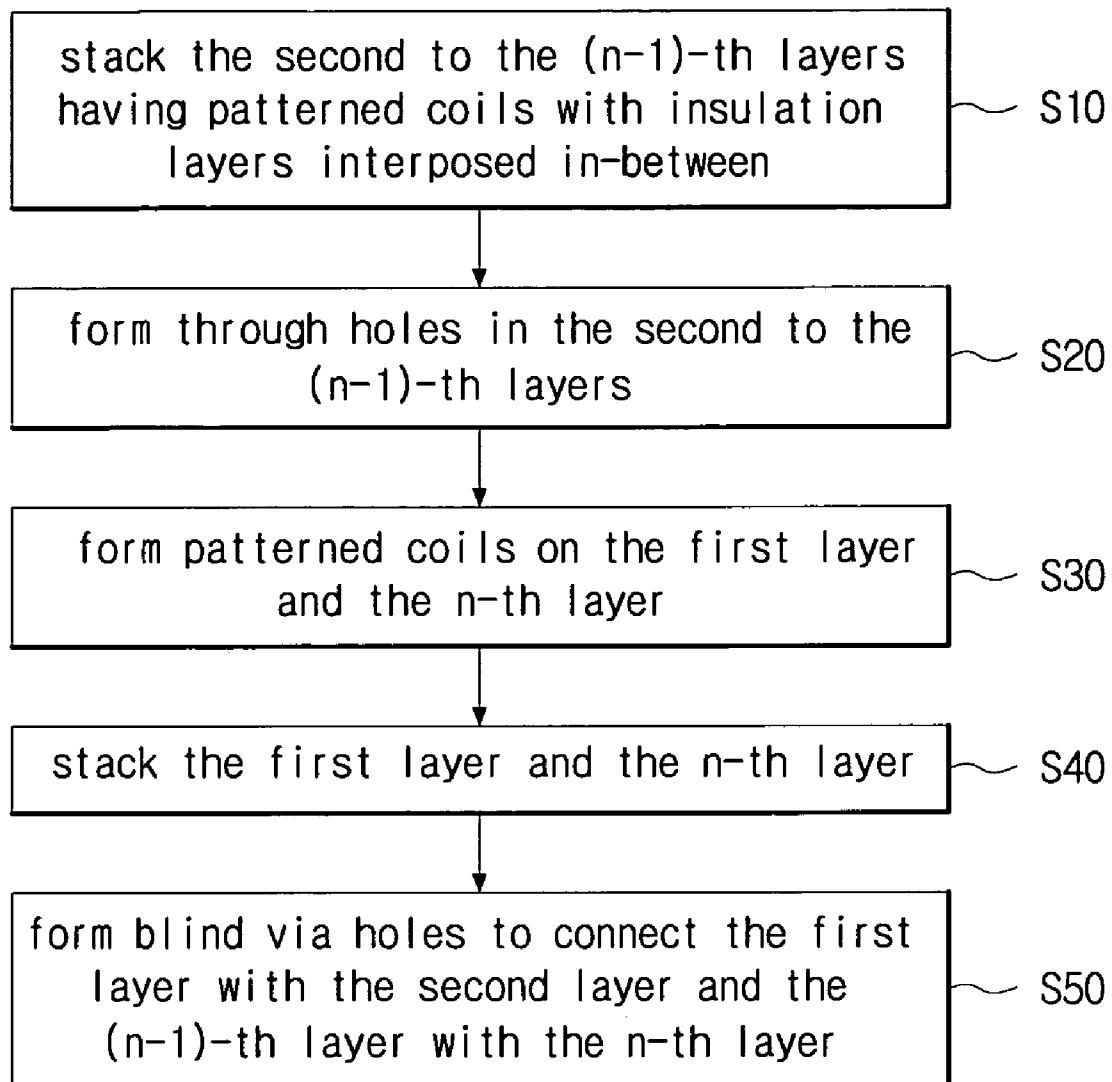 stack the second to the (n-1)-th layers
having patterned coils with insulation
layers interposed in-between
S10
form through holes in the second to the
(n-1)-th layers
S20
form patterned coils on the first layer
and the n-th layer
S30
stack the first layer and the n-th layer
S40
form blind via holes to connect the first
layer with the second layer and the
(n-1)-th layer with the n-th layer
S50